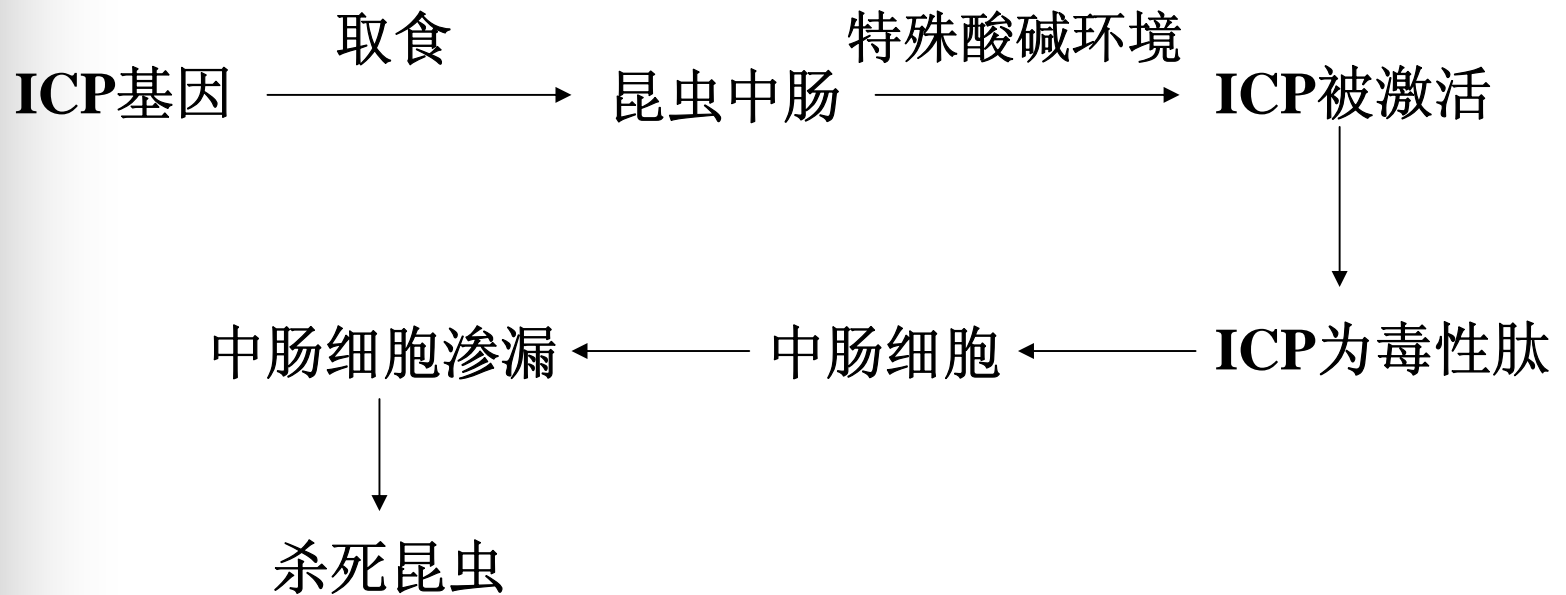 取食
特殊酸碱环境
ICP基因
昆虫中肠
ICP被激活
中肠细胞渗漏
中肠细胞
ICP为毒性肽
杀死昆虫